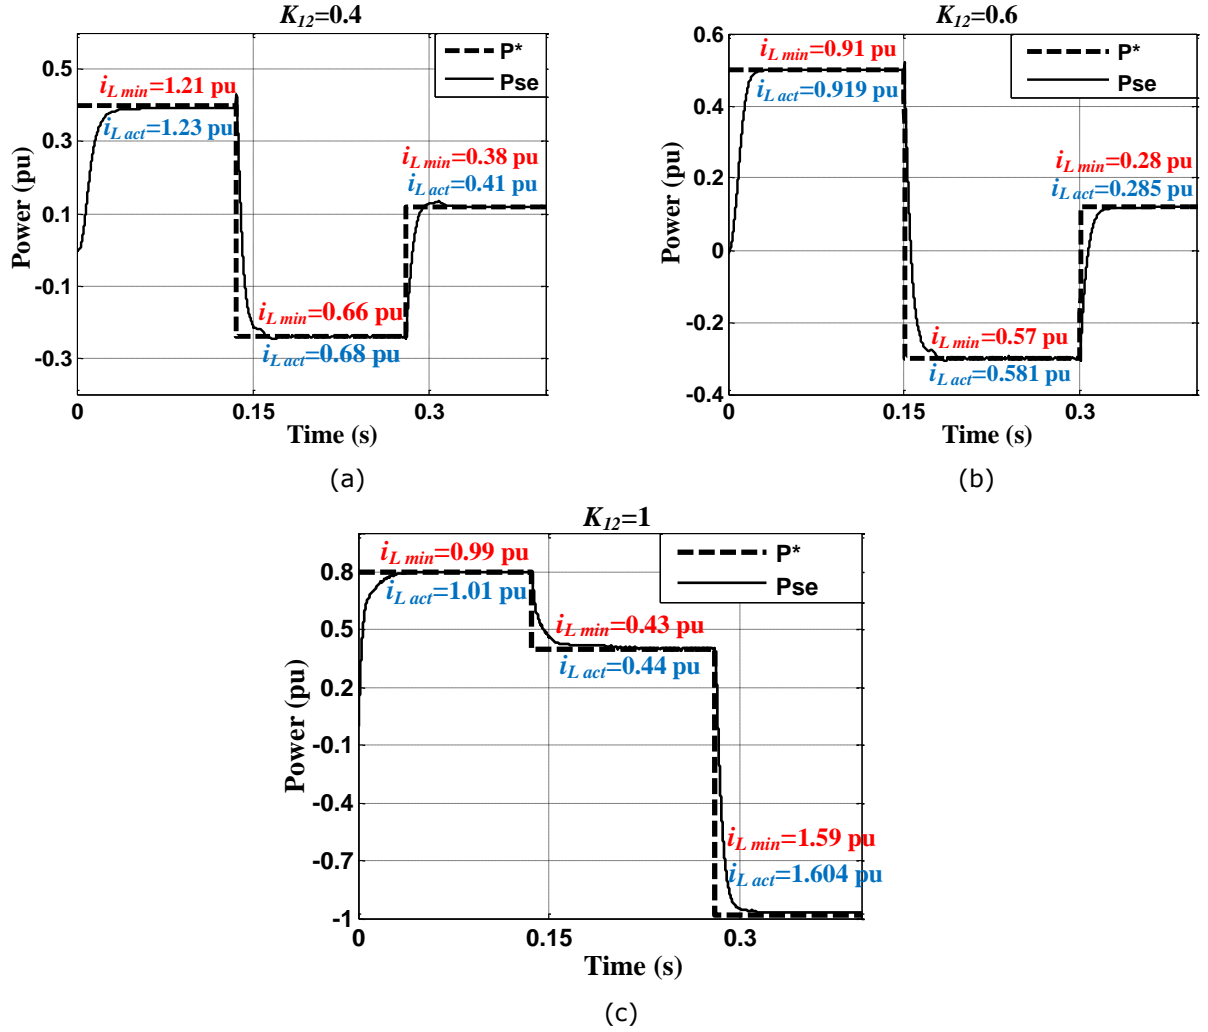 K12=0.4
P*
Pse
iL min=1.21 pu
iL act=1.23 pu
iL min=0.38 pu
iL act=0.41 pu
iL min=0.66 pu
iL act=0.68 pu
0.5
0.3
0.1
-0.1
-0.3
Power (pu)
0
0.15
0.3
Time (s)
(a)
K12=0.6
P*
Pse
iL min=0.91 pu
iL act=0.919 pu
iL min=0.28 pu
iL act=0.285 pu
iL min=0.57 pu
iL act=0.581 pu
0.6
0.4
0.2
0
-0.2
-0.4
Power (pu)
0
0.15
0.3
Time (s)
(b)
K12=1
P*
Pse
iL min=0.99 pu
iL act=1.01 pu
iL min=0.43 pu
iL act=0.44 pu
iL min=1.59 pu
iL act=1.604 pu
0.8
0.5
0.2
-0.1
-0.4
-0.7
-1
Power (pu)
0
0.15
0.3
Time (s)
(c)